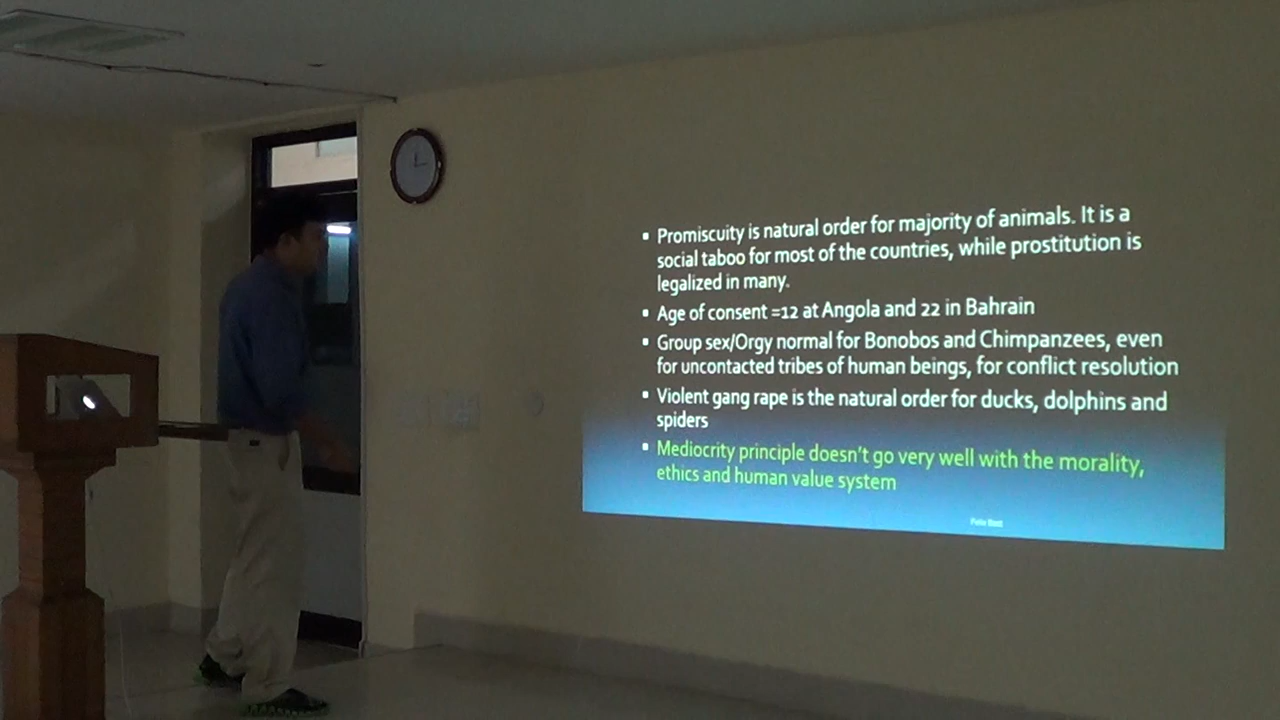 ▪ Promiscuity is natural order for majority of animals. It is a
social taboo for most of the countries, while prostitution is
legalized in many.
▪ Age of consent =12 at Angola and 22 in Bahrain
▪ Group sex/Orgy normal for Bonobos and Chimpanzees, even
for uncontacted tribes of human beings, for conflict resolution
▪ Violent gang rape is the natural order for ducks, dolphins and
spiders
▪ Mediocrity principle doesn't go very well with the morality,
ethics and human value system